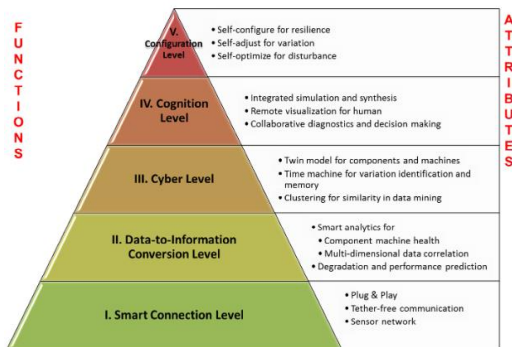 FUNCTIONS
ATTRIBUTES
V.
Configuration
Level
• Self-configure for resilience
• Self-adjust for variation
• Self-optimize for disturbance
IV. Cognition
Level
• Integrated simulation and synthesis
• Remote visualization for human
• Collaborative diagnostics and decision making
III. Cyber Level
• Twin model for components and machines
• Time machine for variation identification and
memory
• Clustering for similarity in data mining
II. Data-to-Information
Conversion Level
• Smart analytics for
• Component machine health
• Multi-dimensional data correlation
• Degradation and performance prediction
I. Smart Connection Level
• Plug & Play
• Tether-free communication
• Sensor network